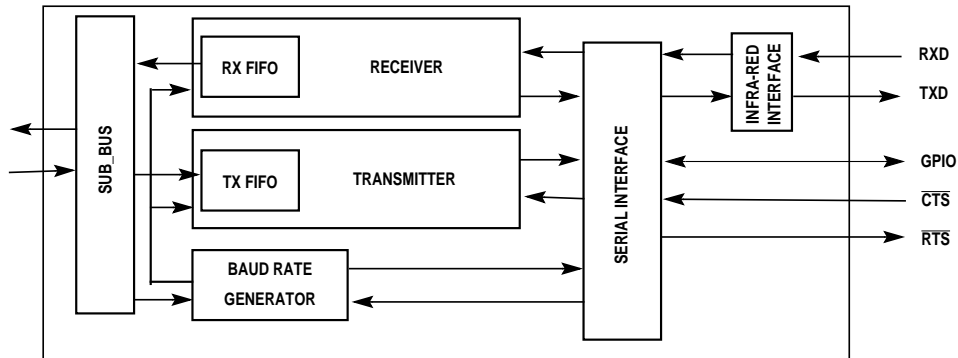 SUB_BUS
RX FIFO
RECEIVER
TX FIFO
TRANSMITTER
BAUD RATE
GENERATOR
SERIAL INTERFACE
INFRA-RED
INTERFACE
RXD
TXD
GPIO
CTS
RTS